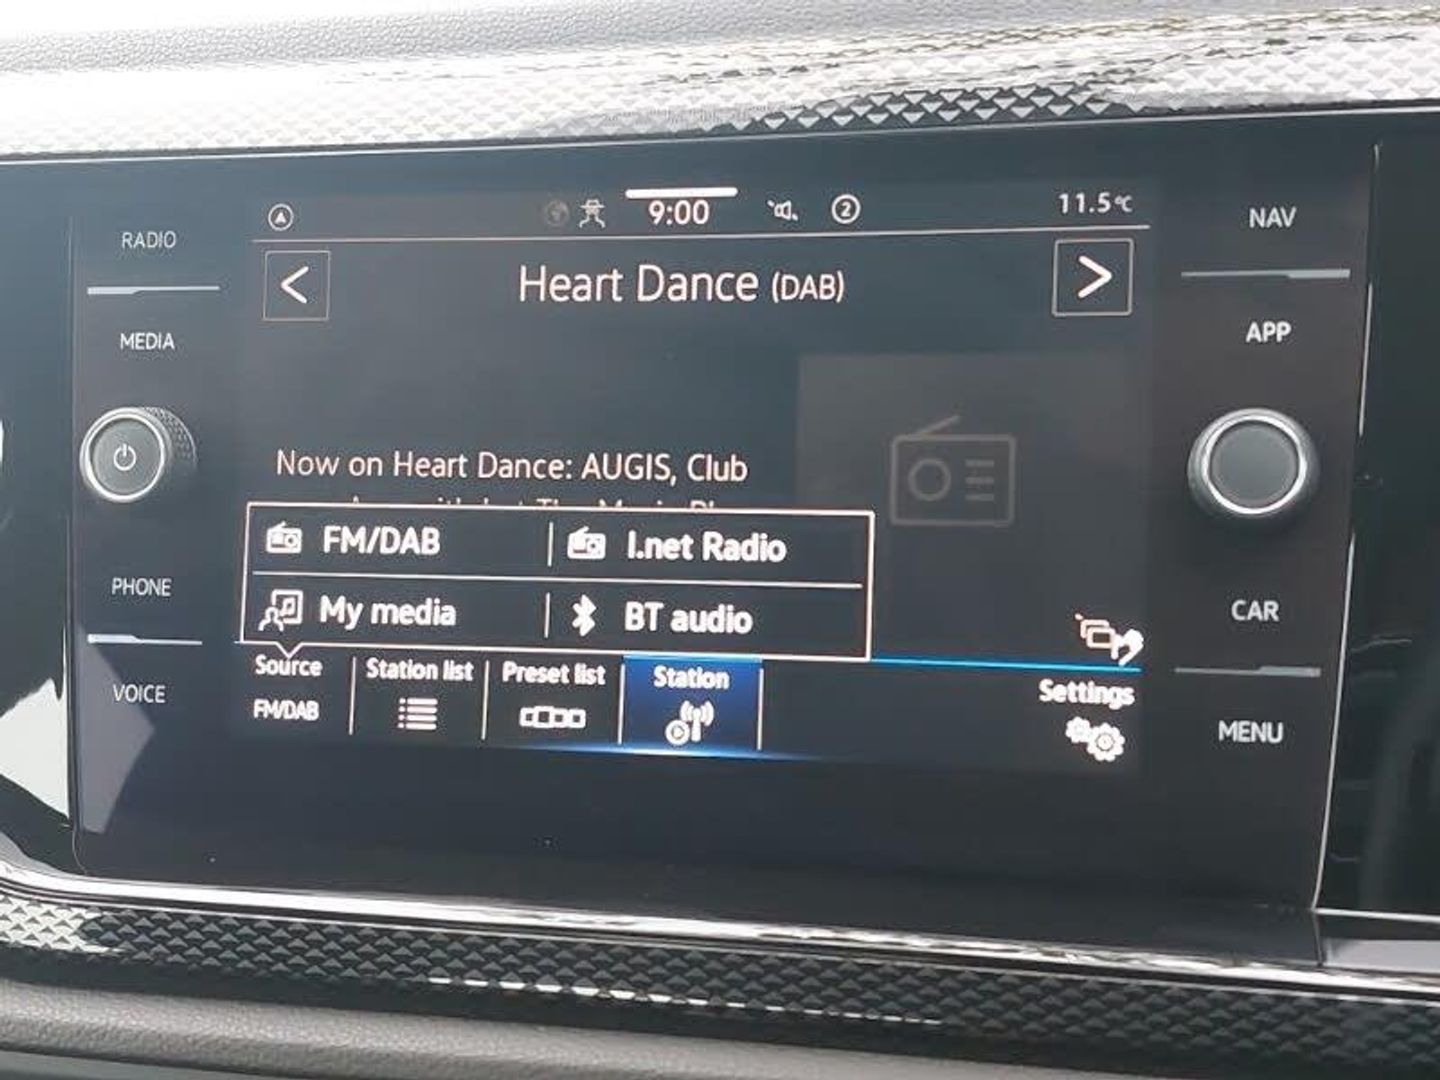 RADIO
MEDIA
PHONE
VOICE
9:00
2
11.5°C
Heart Dance (DAB)
Now on Heart Dance: AUGIS, Club
FM/DAB
I.net Radio
My media
BT audio
Source
FM/DAB
Station list
Preset list
Station
Settings
NAV
APP
CAR
MENU